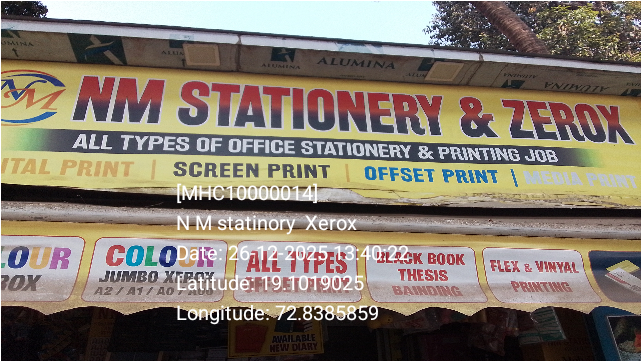 ALUMINA
ALUMINA
NM
NM STATIONERY & ZEROX
ALL TYPES OF OFFICE STATIONERY & PRINTING JOB
ITAL PRINT | SCREEN PRINT | OFFSET PRINT | MEDIA PRINT
[MHC10000014]
N M statinory Xerox
Date: 26-12-2025 13:40:22
Latitude: 19.1019025
Longitude: 72.8385859
LOUR
ROX
COLOUR
JUMBO XEROX
A2 / A1 / A0 / A00
ALL TYPES
BLACK BOOK
THESIS
BAINDING
FLEX & VINYAL
PRINTING
AVAILABLE
NEW DIARY